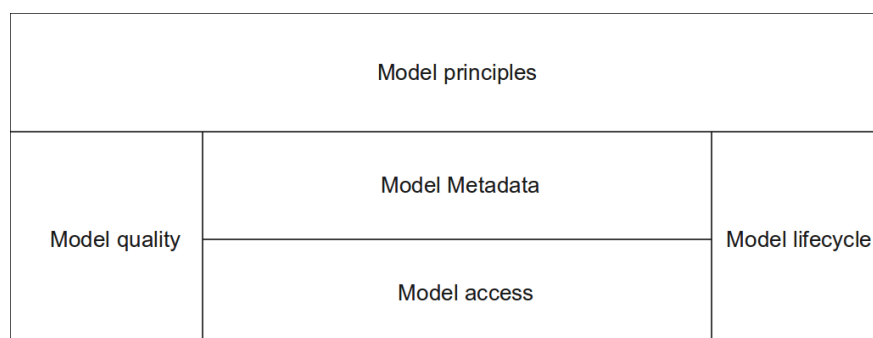 Model principles
Model Metadata
Model quality
Model lifecycle
Model access